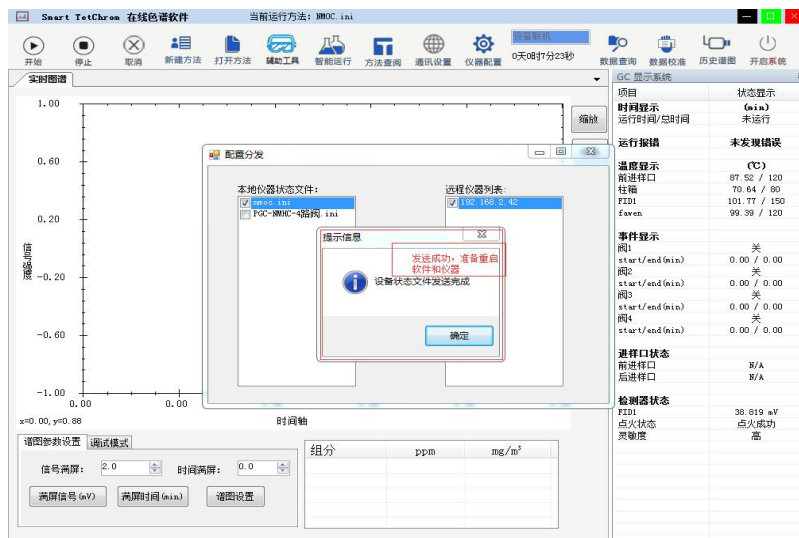 Smart TetChrom 在线色谱软件 当前运行方法: NMOC.ini
设备联机
0天0时7分23秒)
开始 停止 取消 新建方法 打开方法 辅助工具 智能运行 方法查阅 通讯设置 仪器配置 数据查询 数据校准 历史谱图 开启系统
实时图谱
GC 显示系统
项目 状态显示
时间显示 (min)
运行时间/总时间 未运行
运行报错 未发现错误
温度显示 (℃)
前进样口 87.52 / 120
柱箱 70.64 / 80
FID1 101.77 / 150
fawen 99.39 / 120
事件显示
阀1 关
start/end(min) 0.00 / 0.00
阀2 关
start/end(min) 0.00 / 0.00
阀3 关
start/end(min) 0.00 / 0.00
阀4 关
start/end(min) 0.00 / 0.00
进样口状态
前进样口 N/A
后进样口 N/A
检测器状态
FID1 38.819 mV
点火状态 点火成功
灵敏度 高
缩放
1.00
0.60
0.20
-0.20
-0.60
-1.00
信号强度
0.00 0.00
x=0.00, y=0.88
时间轴
配置分发
本地仪器状态文件: 远程仪器列表:
nmoc.ini 192.168.2.42
PGC-NMHC-4路阀.ini
提示信息
发送成功，准备重启
软件和仪器
设备状态文件发送完成
确定
谱图参数设置 调试模式
信号满屏: 2.0 时间满屏: 0.0
满屏信号(mV) 满屏时间(min) 谱图设置
组分 ppm mg/m³